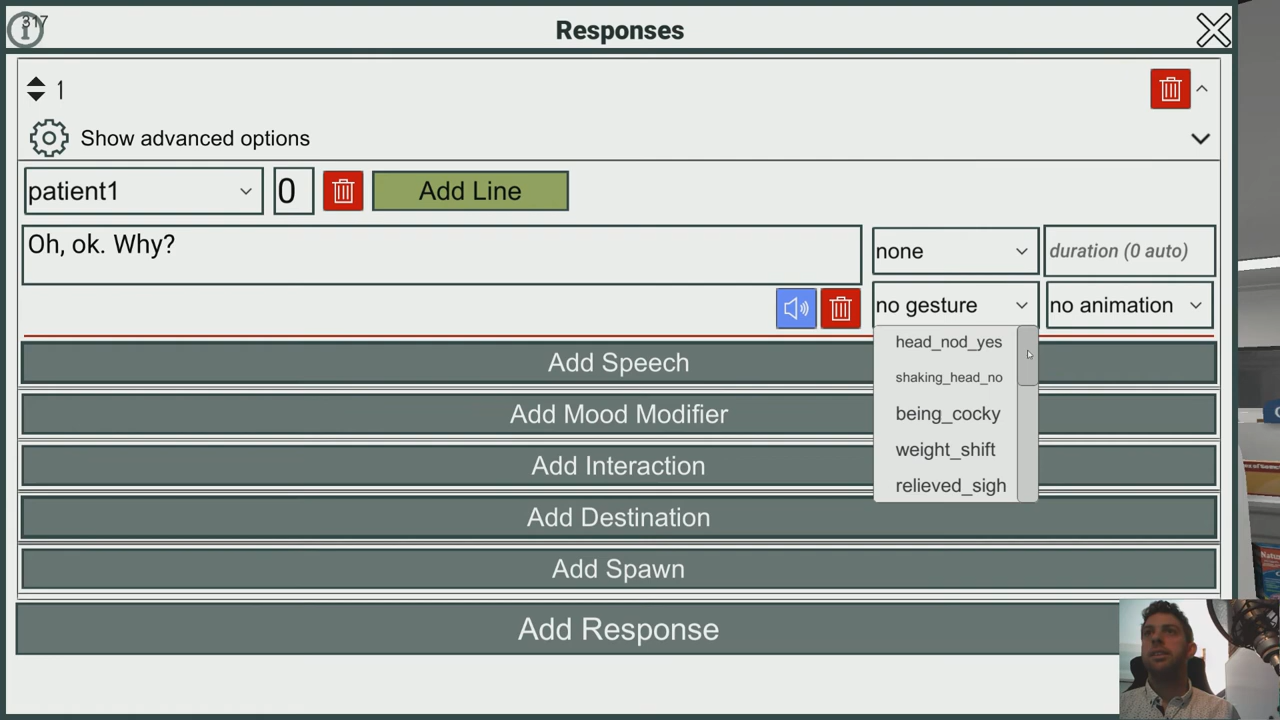 317
Responses
1
Show advanced options
patient1
0
Add Line
Oh, ok. Why?
none
duration (0 auto)
no gesture
no animation
head_nod_yes
shaking_head_no
being_cocky
weight_shift
relieved_sigh
Add Speech
Add Mood Modifier
Add Interaction
Add Destination
Add Spawn
Add Response